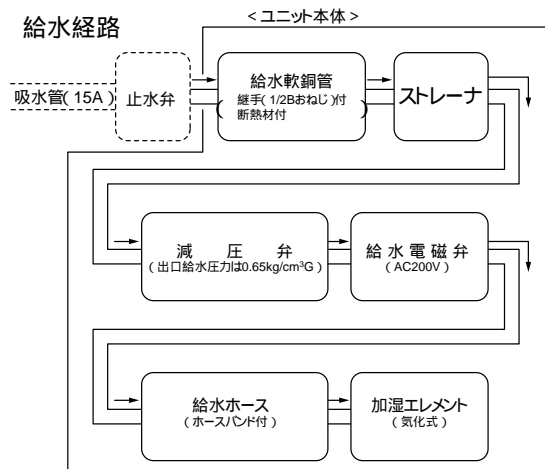 給水経路
<ユニット本体>
吸水管(15A)
止水弁
給水軟銅管
(継手(1/2Bおねじ)付
断熱材付)
ストレーナ
減圧弁
(出口給水圧力は0.65kg/cm³G)
給水電磁弁
(AC200V)
給水ホース
(ホースバンド付)
加湿エレメント
(気化式)